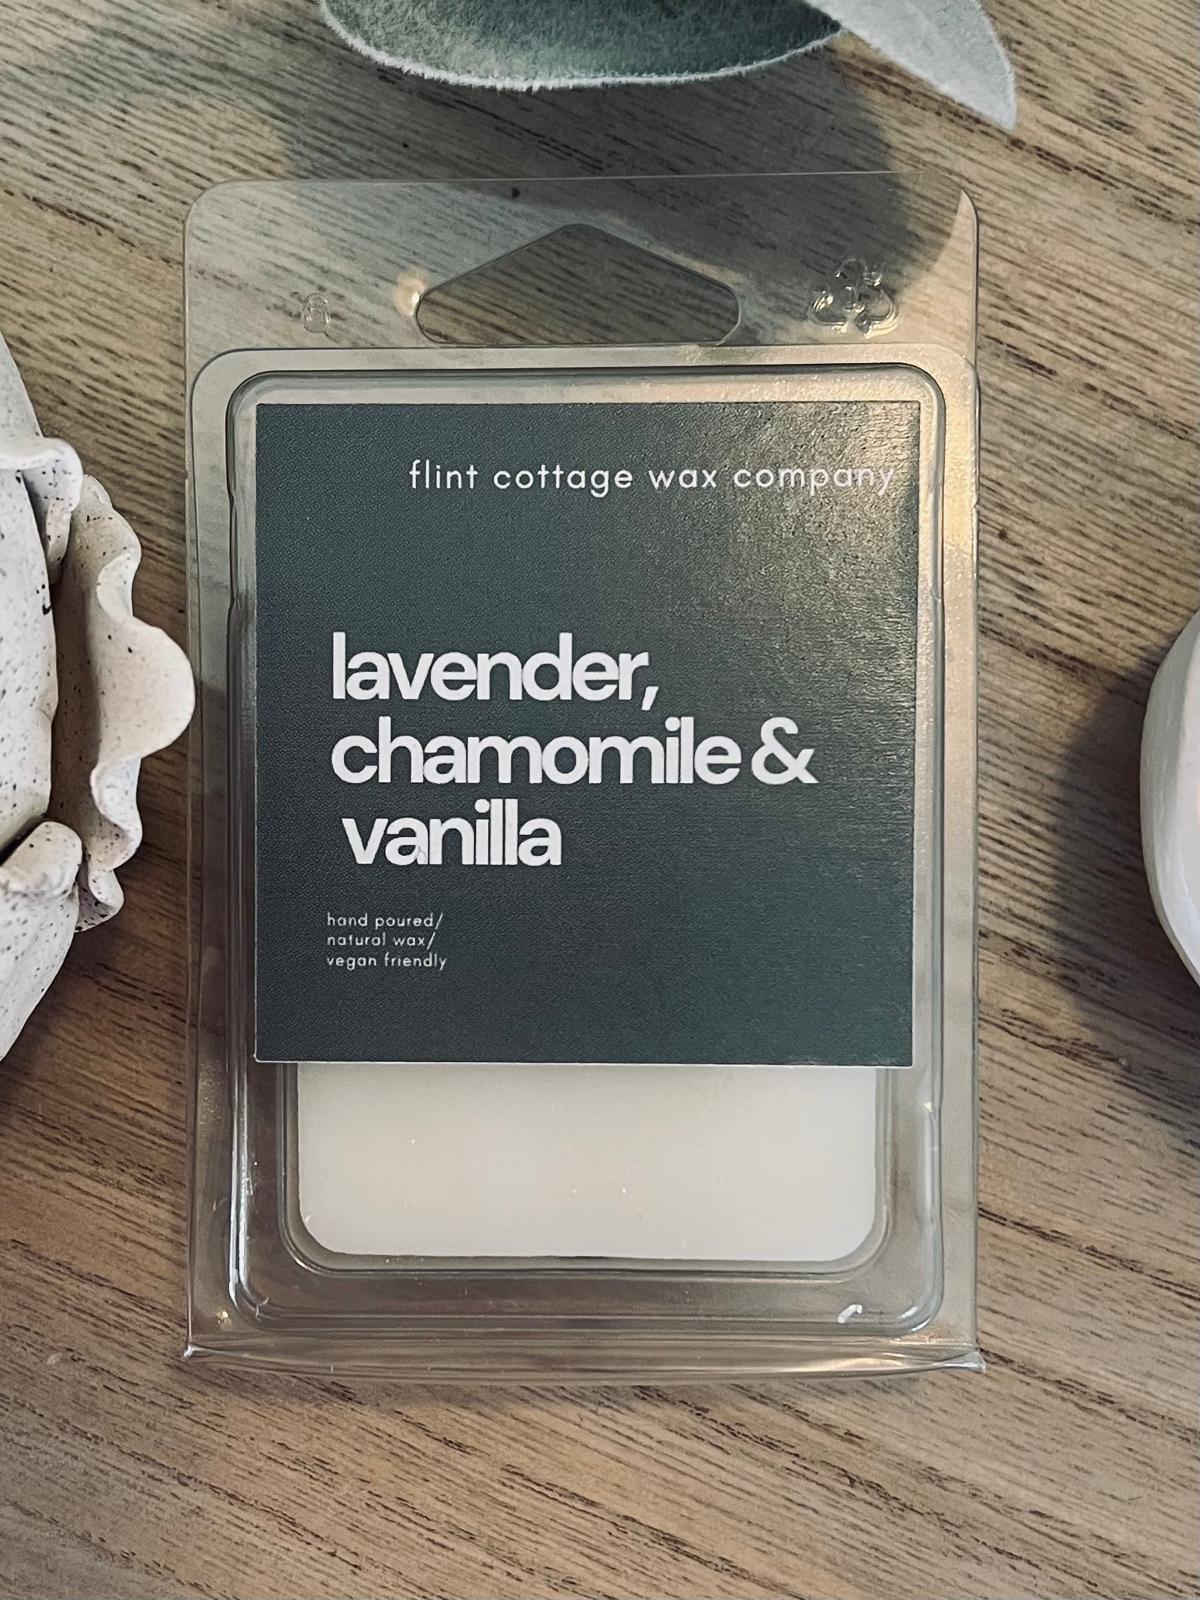 flint cottage wax company
lavender,
chamomile &
vanilla
hand poured/
natural wax/
vegan friendly